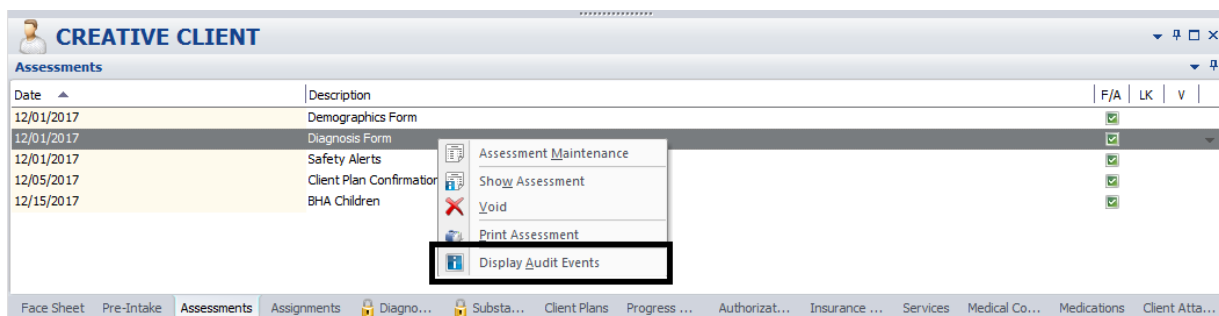 CREATIVE CLIENT
Assessments
Date Description F/A LK V
12/01/2017 Demographics Form
12/01/2017 Diagnosis Form
12/01/2017 Safety Alerts
12/05/2017 Client Plan Confirmation
12/15/2017 BHA Children
Assessment Maintenance
Show Assessment
Void
Print Assessment
Display Audit Events
Face Sheet Pre-Intake Assessments Assignments Diagno... Substa... Client Plans Progress ... Authorizat... Insurance ... Services Medical Co... Medications Client Atta...